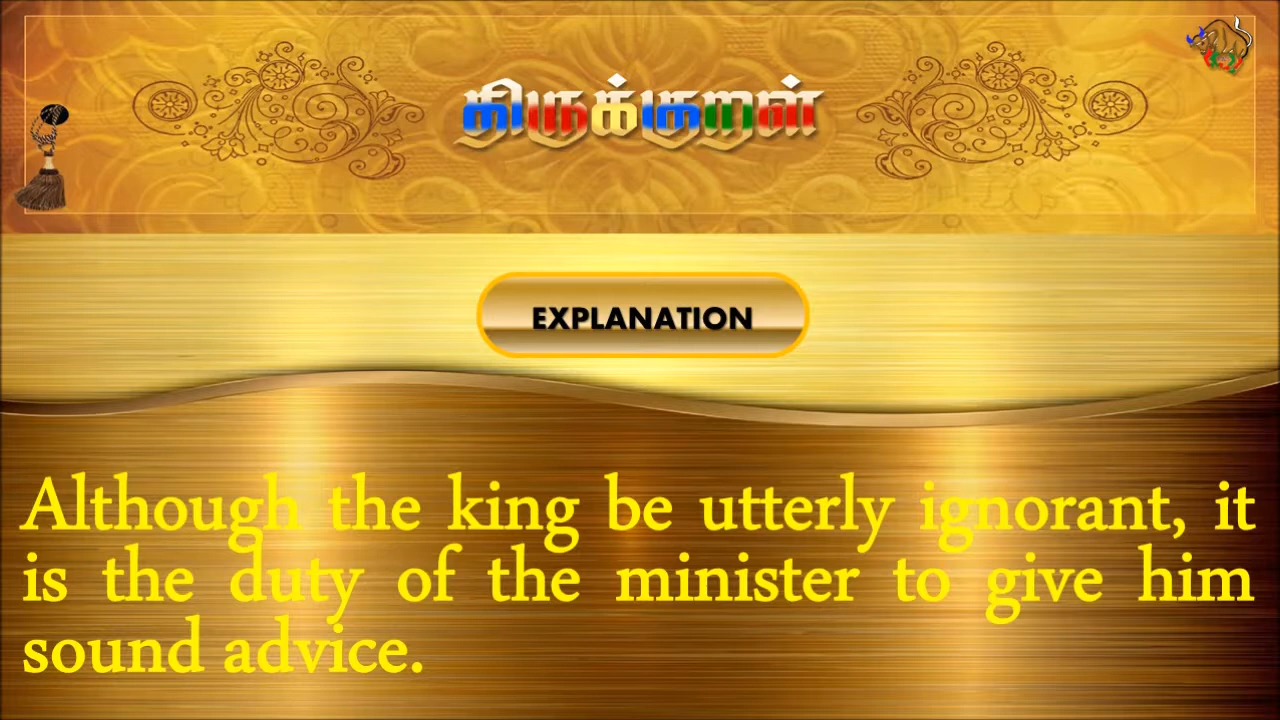 திருக்குறள்
EXPLANATION
Although the king be utterly ignorant, it
is the duty of the minister to give him
sound advice.